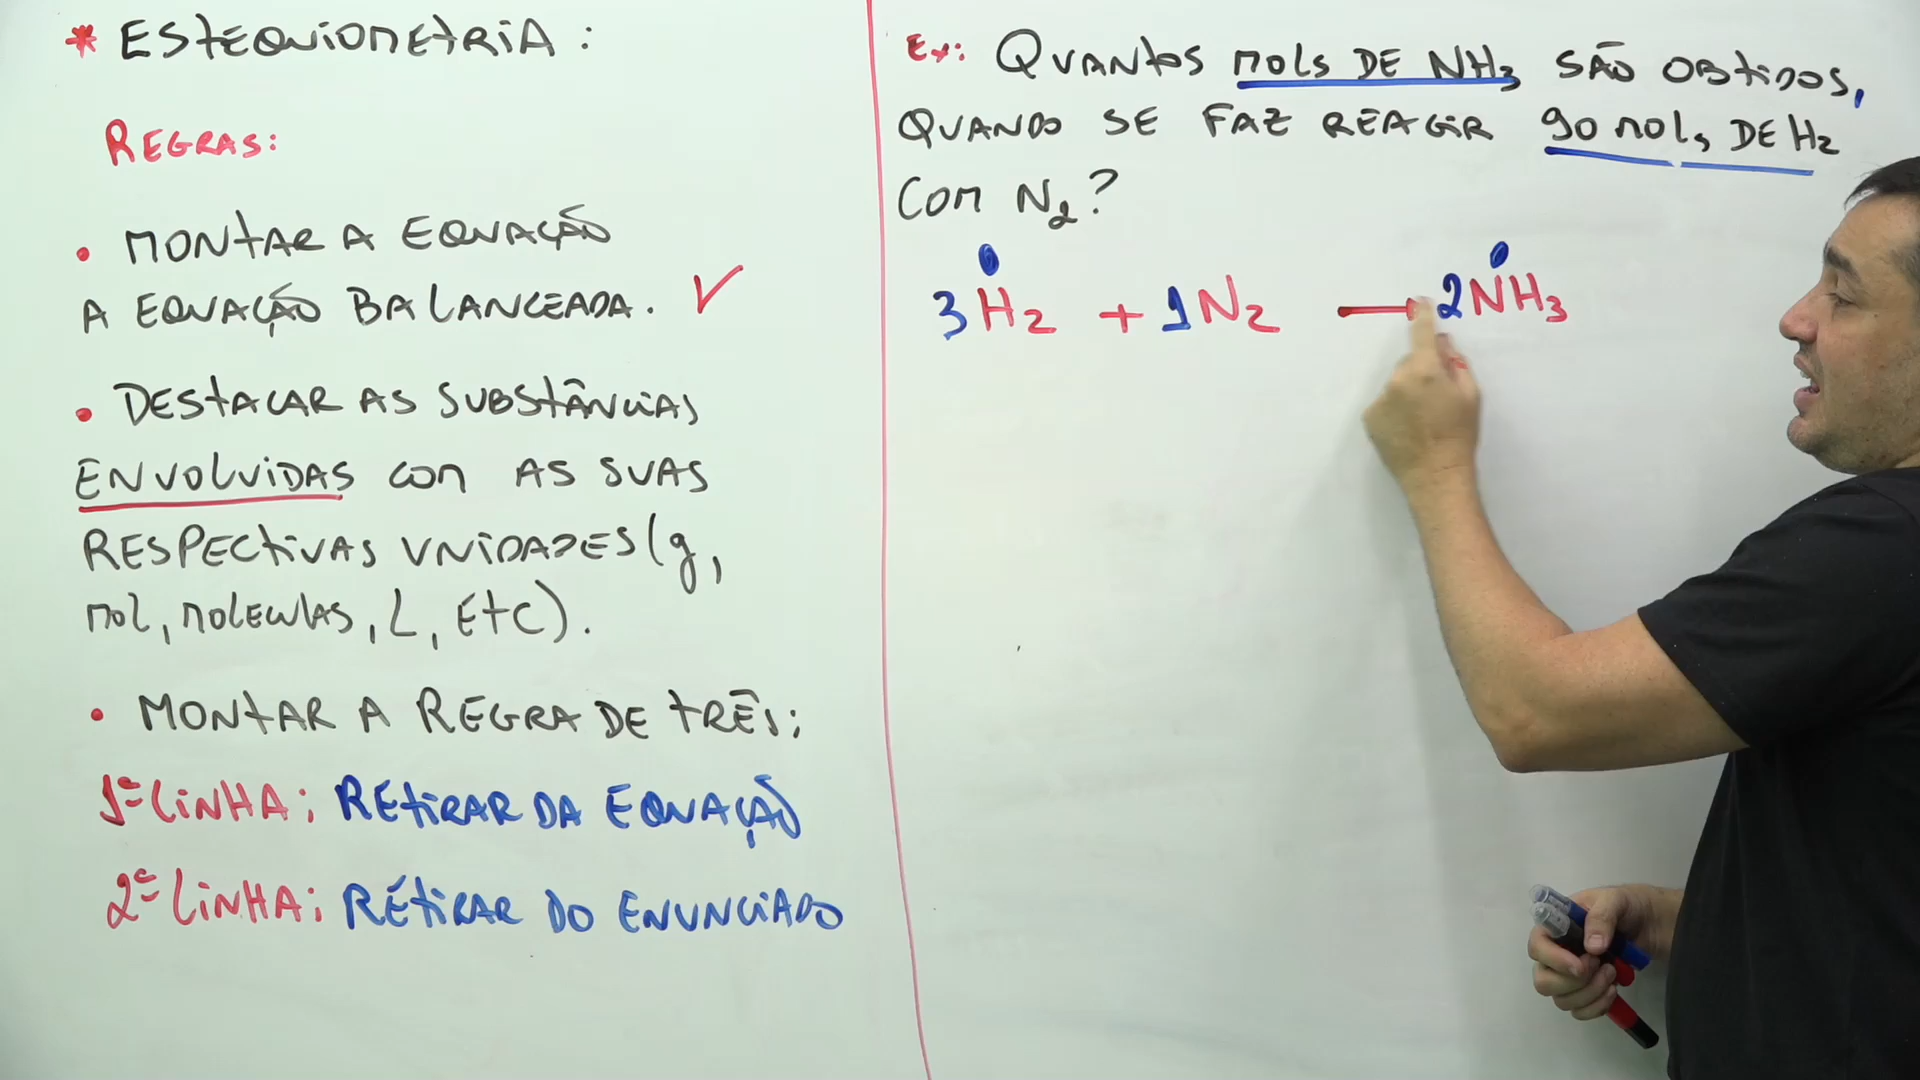 * ESTEQUIOMETRIA:
REGRAS:
• MONTAR A EQUAÇÃO
A EQUAÇÃO BALANCEADA. ✓
• DESTACAR AS SUBSTÂNCIAS
ENVOLVIDAS COM AS SUAS
RESPECTIVAS UNIDADES (g,
mol, MOLECULAS, L, ETC).
• MONTAR A REGRA DE TRÊS;
1ª LINHA: RETIRAR DA EQUAÇÃO
2ª LINHA: RETIRAR DO ENUNCIADO
Ex: QUANTOS MOLS DE NH₃ SÃO OBTIDOS,
QUANDO SE FAZ REAGIR 90 MOLS DE H₂
COM N₂?
3H₂ + 1N₂ → 2NH₃